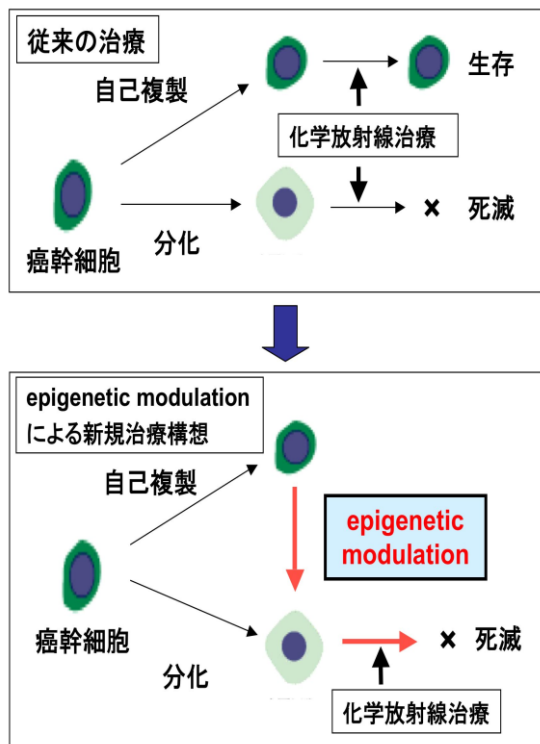 従来の治療
自己複製
生存
化学放射線治療
癌幹細胞
分化
× 死滅
epigenetic modulation
による新規治療構想
自己複製
epigenetic
modulation
癌幹細胞
分化
× 死滅
化学放射線治療